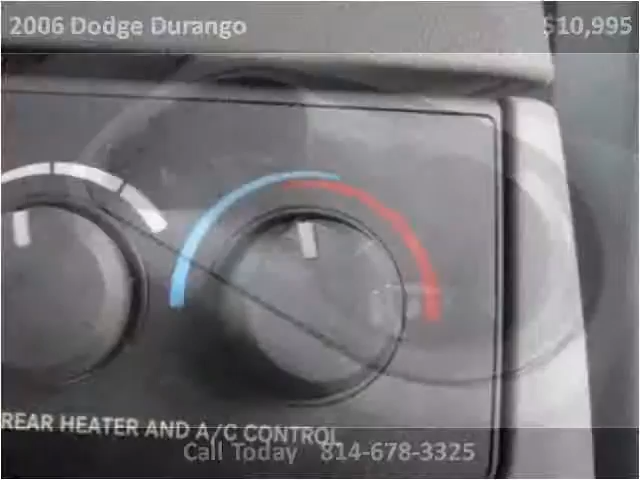 2006 Dodge Durango $10,995
REAR HEATER AND A/C CONTROL
Call Today 814-678-3325